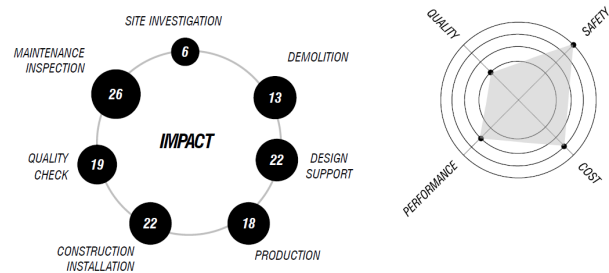 SITE INVESTIGATION
6
DEMOLITION
13
22
DESIGN
SUPPORT
18
PRODUCTION
22
CONSTRUCTION
INSTALLATION
19
QUALITY
CHECK
26
MAINTENANCE
INSPECTION
IMPACT
QUALITY
SAFETY
PERFORMANCE
COST